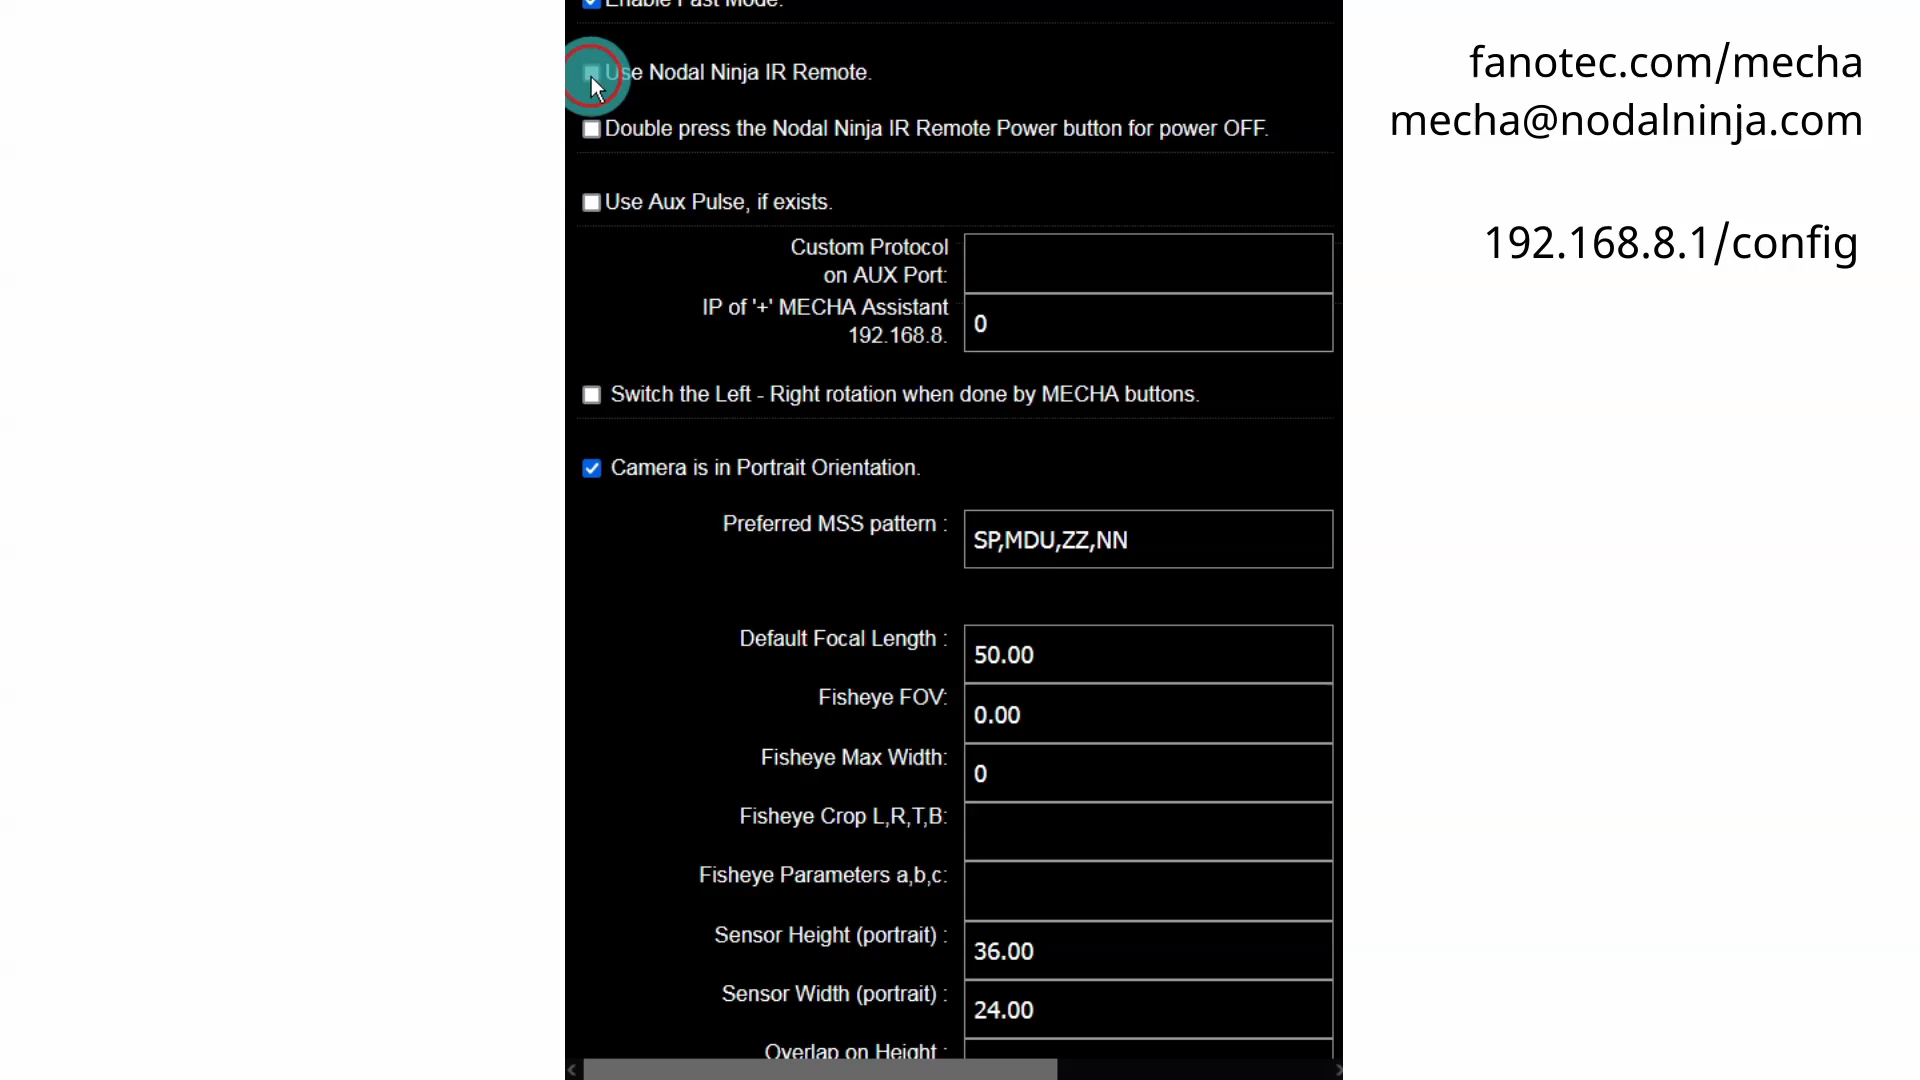 Enable Fast Mode.
Use Nodal Ninja IR Remote.
Double press the Nodal Ninja IR Remote Power button for power OFF.
Use Aux Pulse, if exists.
Custom Protocol
on AUX Port:
IP of '+' MECHA Assistant
192.168.8.
0
Switch the Left - Right rotation when done by MECHA buttons.
Camera is in Portrait Orientation.
Preferred MSS pattern :
SP,MDU,ZZ,NN
Default Focal Length :
50.00
Fisheye FOV:
0.00
Fisheye Max Width:
0
Fisheye Crop L,R,T,B:
Fisheye Parameters a,b,c:
Sensor Height (portrait) :
36.00
Sensor Width (portrait) :
24.00
Overlap on Height :
fanotec.com/mecha
mecha@nodalninja.com
192.168.8.1/config